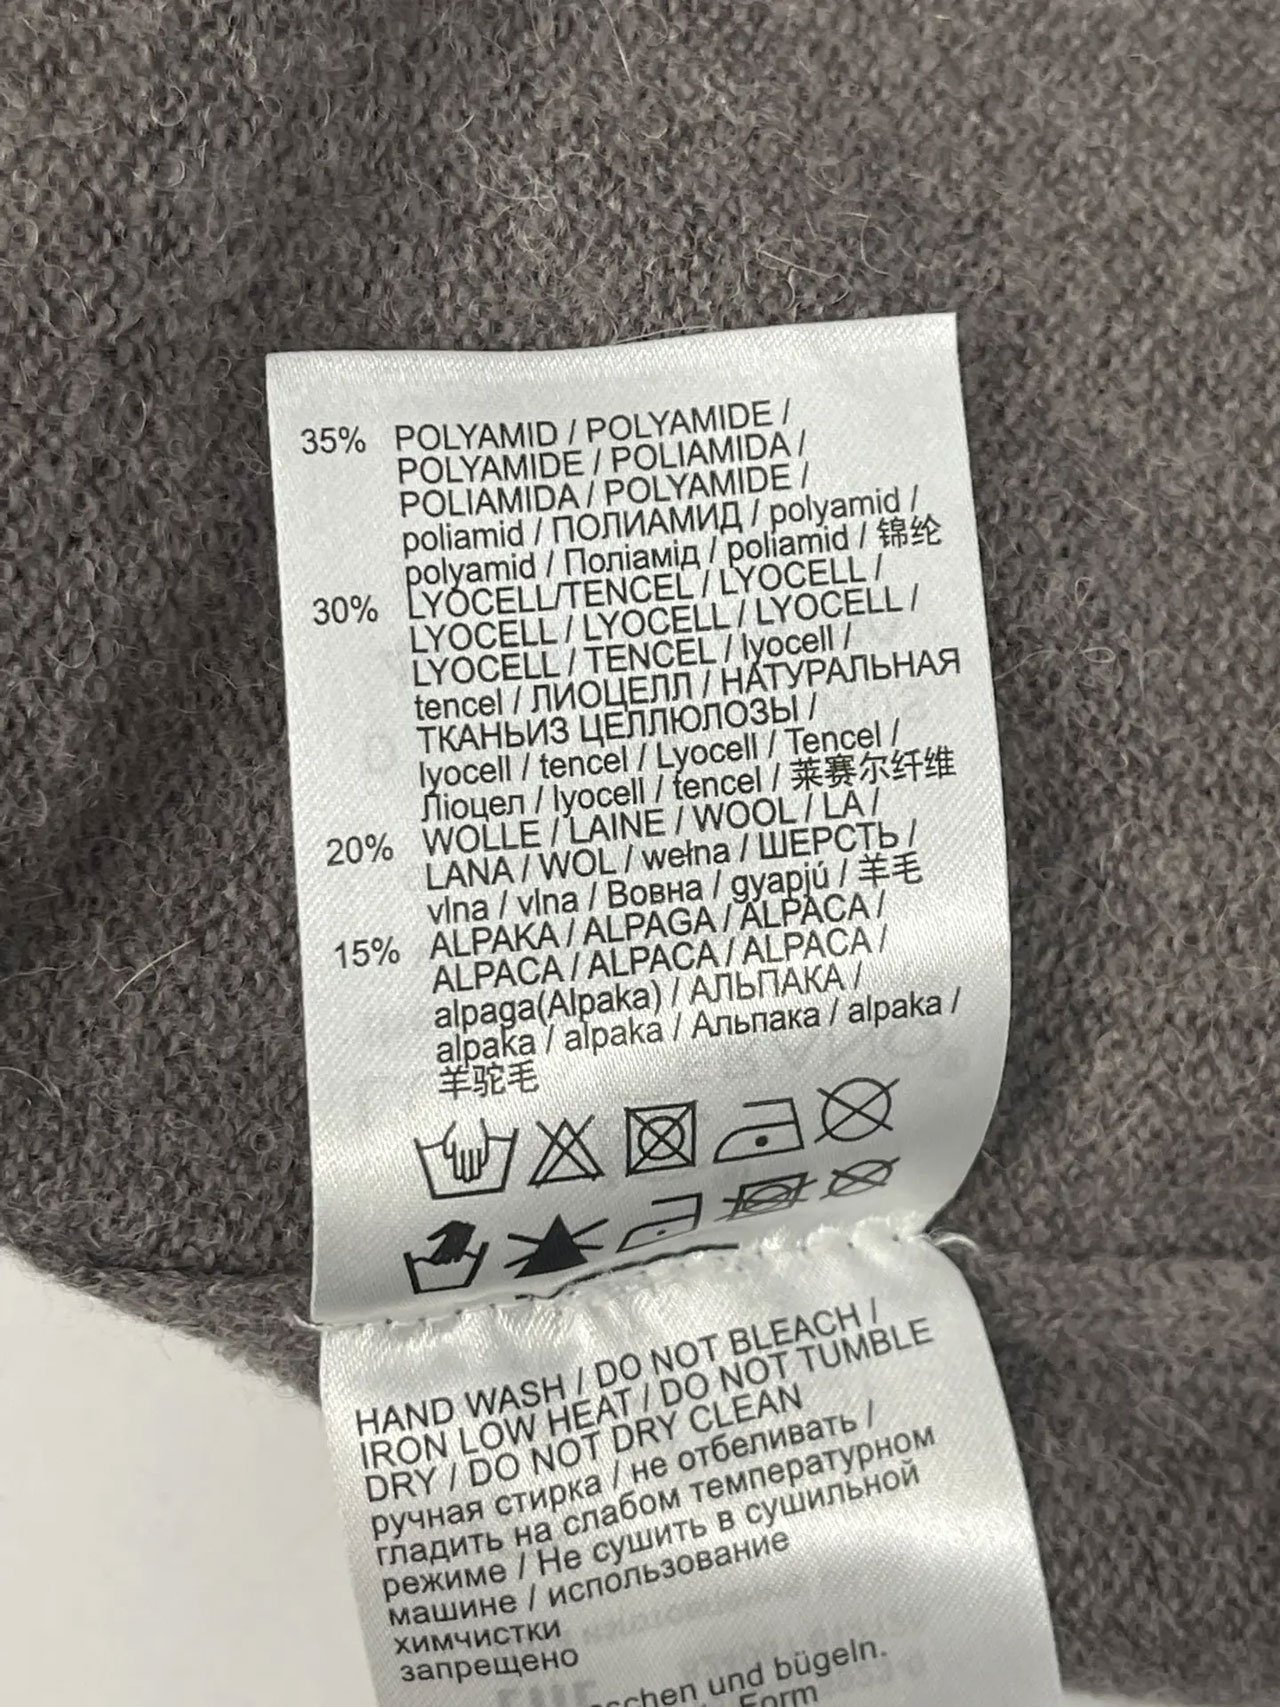 35% POLYAMID / POLYAMIDE /
POLYAMIDE / POLIAMIDA /
POLIAMIDA / POLYAMIDE /
poliamid / ПОЛИАМИД / polyamid /
polyamid / Поліамід / poliamid / 锦纶
30% LYOCELL/TENCEL / LYOCELL /
LYOCELL / LYOCELL / LYOCELL /
LYOCELL / TENCEL / lyocell /
tencel / ЛИОЦЕЛЛ / НАТУРАЛЬНАЯ
ТКАНЬИЗ ЦЕЛЛЮЛОЗЫ /
lyocell / tencel / Lyocell / Tencel /
Ліоцел / lyocell / tencel / 莱赛尔纤维
20% WOLLE / LAINE / WOOL / LA /
LANA / WOL / wełna / ШЕРСТЬ /
vlna / vlna / Вовна / gyapjú / 羊毛
15% ALPAKA / ALPAGA / ALPACA /
ALPACA / ALPACA / ALPACA /
alpaga(Alpaka) / АЛЬПАКА /
alpaka / alpaka / Альпака / alpaka /
羊驼毛
HAND WASH / DO NOT BLEACH /
IRON LOW HEAT / DO NOT TUMBLE
DRY / DO NOT DRY CLEAN
ручная стирка / не отбеливать /
гладить на слабом температурном
режиме / Не сушить в сушильной
машине / использование
химчистки
запрещено
schen und bügeln.
Form